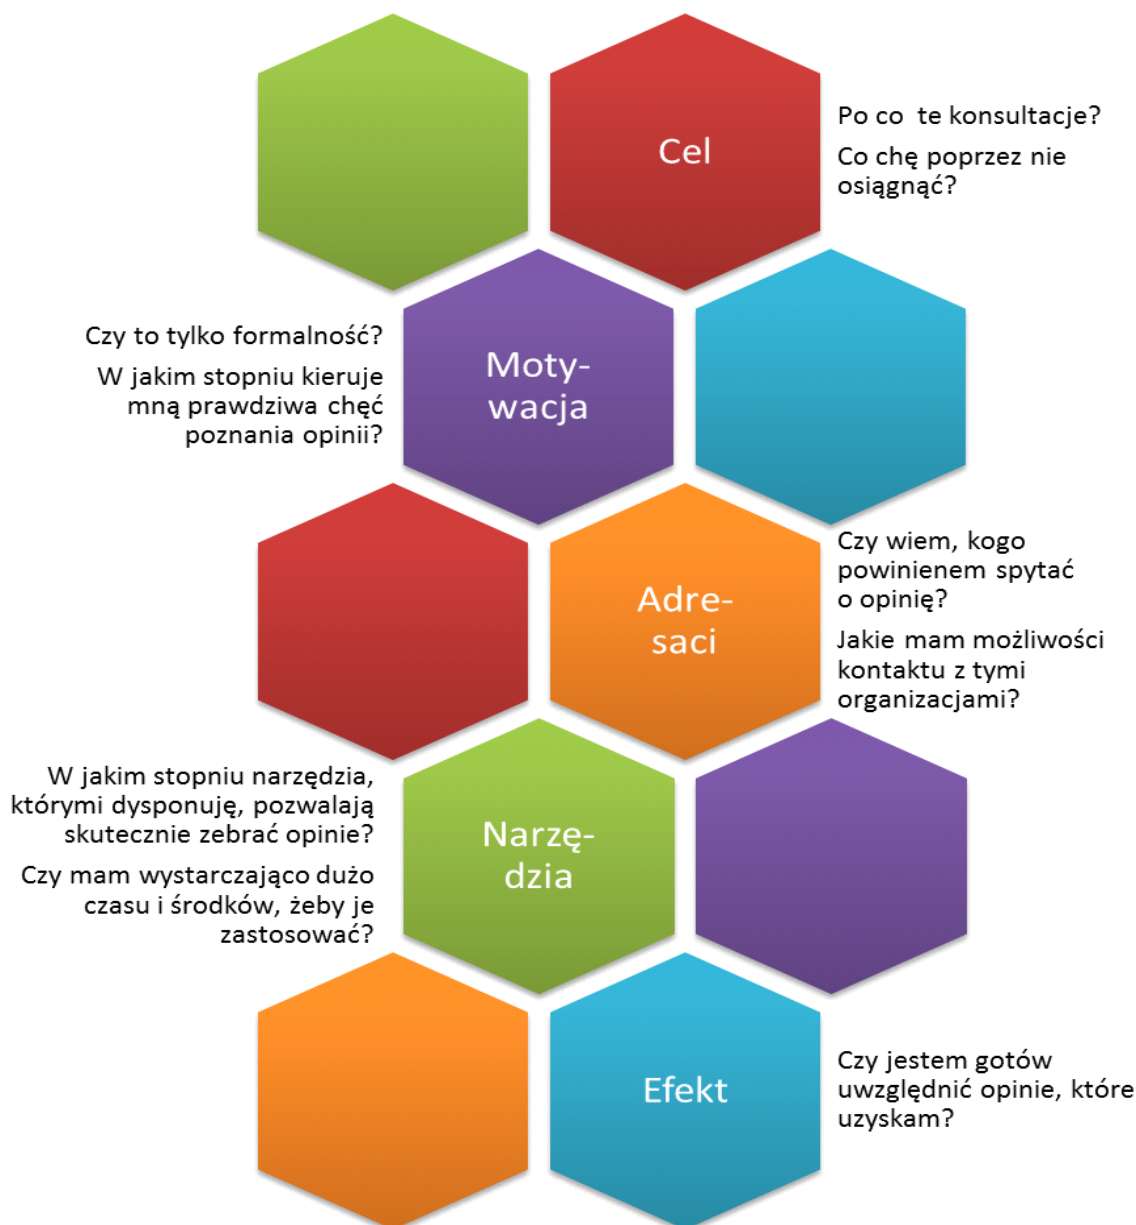 Cel
Po co te konsultacje?
Co chę poprzez nie
osiągnąć?
Czy to tylko formalność?
W jakim stopniu kieruje
mną prawdziwa chęć
poznania opinii?
Moty-
wacja
Adre-
saci
Czy wiem, kogo
powinienem spytać
o opinię?
Jakie mam możliwości
kontaktu z tymi
organizacjami?
W jakim stopniu narzędzia,
którymi dysponuję, pozwalają
skutecznie zebrać opinie?
Czy mam wystarczająco dużo
czasu i środków, żeby je
zastosować?
Narzę-
dzia
Efekt
Czy jestem gotów
uwzględnić opinie, które
uzyskam?